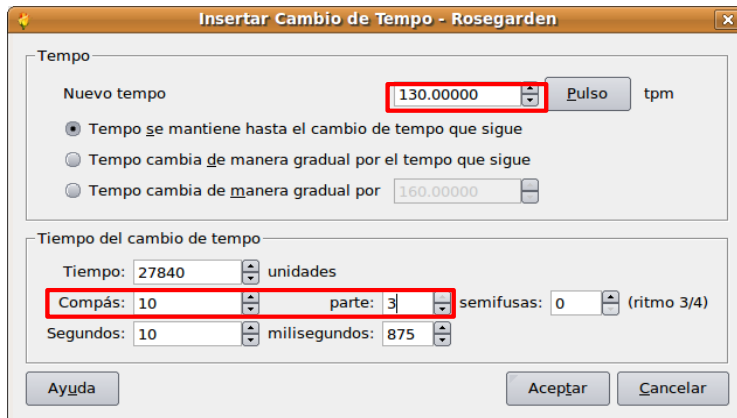 Insertar Cambio de Tempo - Rosegarden
Tempo
Nuevo tempo 130.00000 Pulso tpm
Tempo se mantiene hasta el cambio de tempo que sigue
Tempo cambia de manera gradual por el tempo que sigue
Tempo cambia de manera gradual por 160.00000
Tiempo del cambio de tempo
Tiempo: 27840 unidades
Compás: 10 parte: 3 semifusas: 0 (ritmo 3/4)
Segundos: 10 milisegundos: 875
Ayuda Aceptar Cancelar